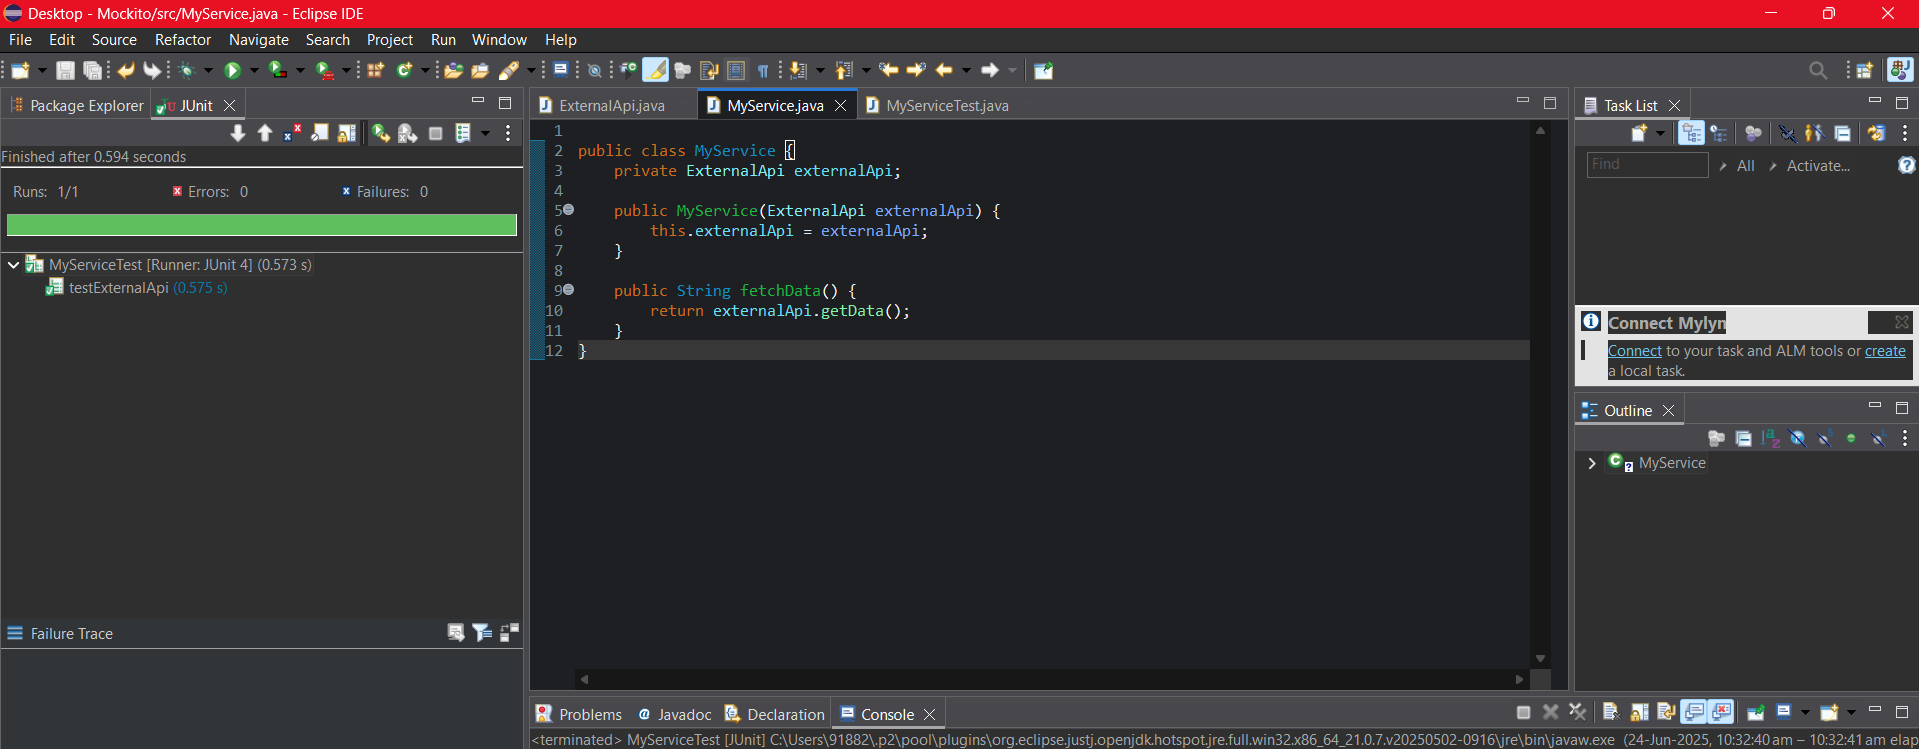 Desktop - Mockito/src/MyService.java - Eclipse IDE
File Edit Source Refactor Navigate Search Project Run Window Help
Package Explorer JUnit
Finished after 0.594 seconds
Runs: 1/1 Errors: 0 Failures: 0
MyServiceTest [Runner: JUnit 4] (0.573 s)
testExternalApi (0.575 s)
Failure Trace
ExternalApi.java MyService.java MyServiceTest.java
1
2 public class MyService {
3 private ExternalApi externalApi;
4
5 public MyService(ExternalApi externalApi) {
6 this.externalApi = externalApi;
7 }
8
9 public String fetchData() {
10 return externalApi.getData();
11 }
12 }
Problems Javadoc Declaration Console
<terminated> MyServiceTest [JUnit] C:\Users\91882\.p2\pool\plugins\org.eclipse.justj.openjdk.hotspot.jre.full.win32.x86_64_21.0.7.v20250502-0916\jre\bin\javaw.exe (24-Jun-2025, 10:32:40 am – 10:32:41 am elap
Task List
Find All Activate...
Connect Mylyn
Connect to your task and ALM tools or create
a local task.
Outline
MyService